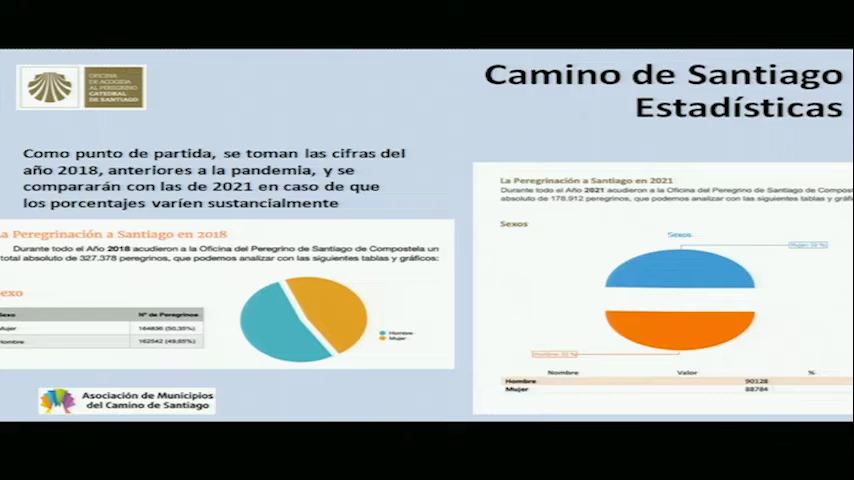 OFICINA
DE ACOGIDA
AL PEREGRINO
CATEDRAL
DE SANTIAGO
Camino de Santiago
Estadísticas
Como punto de partida, se toman las cifras del
año 2018, anteriores a la pandemia, y se
compararán con las de 2021 en caso de que
los porcentajes varíen sustancialmente
La Peregrinación a Santiago en 2018
Durante todo el Año 2018 acudieron a la Oficina del Peregrino de Santiago de Compostela un
total absoluto de 327.378 peregrinos, que podemos analizar con las siguientes tablas y gráficos:
exo
Sexo Nº de Peregrinos
Mujer 164836 (50,35%)
Hombre 162542 (49,65%)
Hombre
Mujer
La Peregrinación a Santiago en 2021
Durante todo el Año 2021 acudieron a la Oficina del Peregrino de Santiago de Compostel
absoluto de 178.912 peregrinos, que podemos analizar con las siguientes tablas y gráfi
Sexos
Sexos
Nombre Valor %
Hombre 90128
Mujer 88784
Asociación de Municipios
del Camino de Santiago